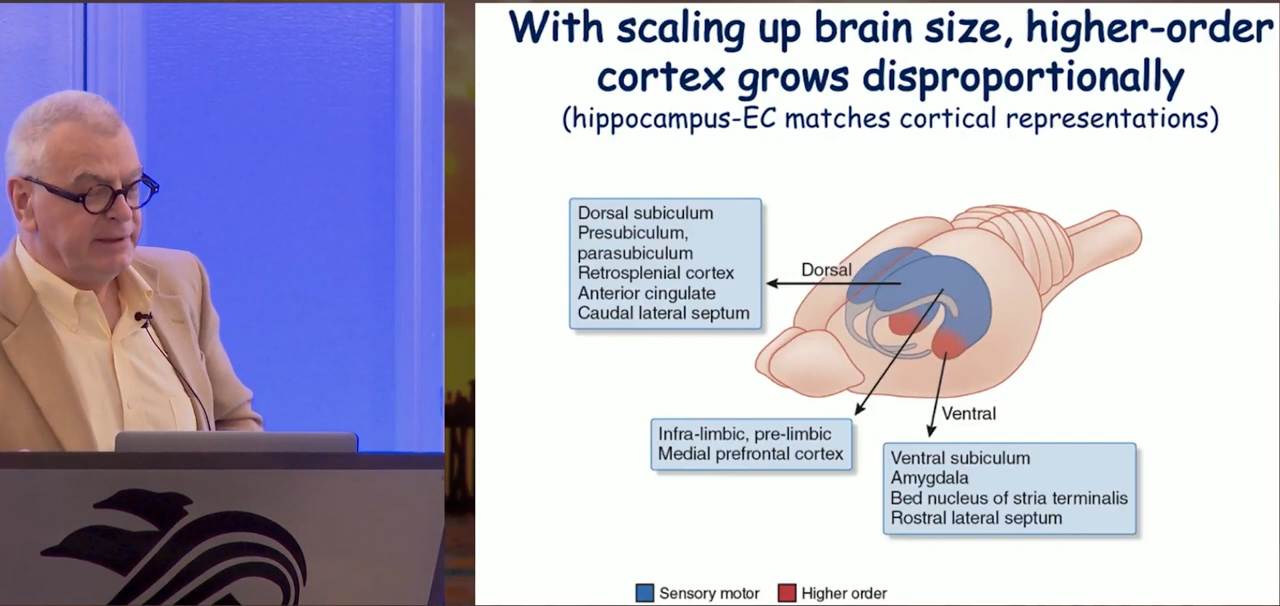 With scaling up brain size, higher-order
cortex grows disproportionally
(hippocampus-EC matches cortical representations)
Dorsal subiculum
Presubiculum,
parasubiculum
Retrosplenial cortex
Anterior cingulate
Caudal lateral septum
Dorsal
Infra-limbic, pre-limbic
Medial prefrontal cortex
Ventral
Ventral subiculum
Amygdala
Bed nucleus of stria terminalis
Rostral lateral septum
Sensory motor
Higher order